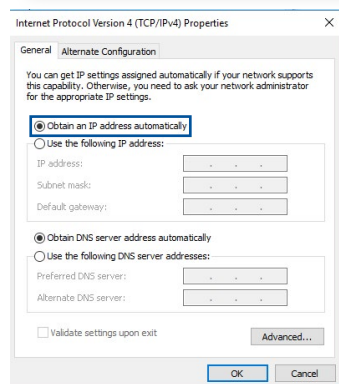 Internet Protocol Version 4 (TCP/IPv4) Properties
General Alternate Configuration
You can get IP settings assigned automatically if your network supports
this capability. Otherwise, you need to ask your network administrator
for the appropriate IP settings.
Obtain an IP address automatically
Use the following IP address:
IP address:
Subnet mask:
Default gateway:
Obtain DNS server address automatically
Use the following DNS server addresses:
Preferred DNS server:
Alternate DNS server:
Validate settings upon exit
Advanced...
OK Cancel